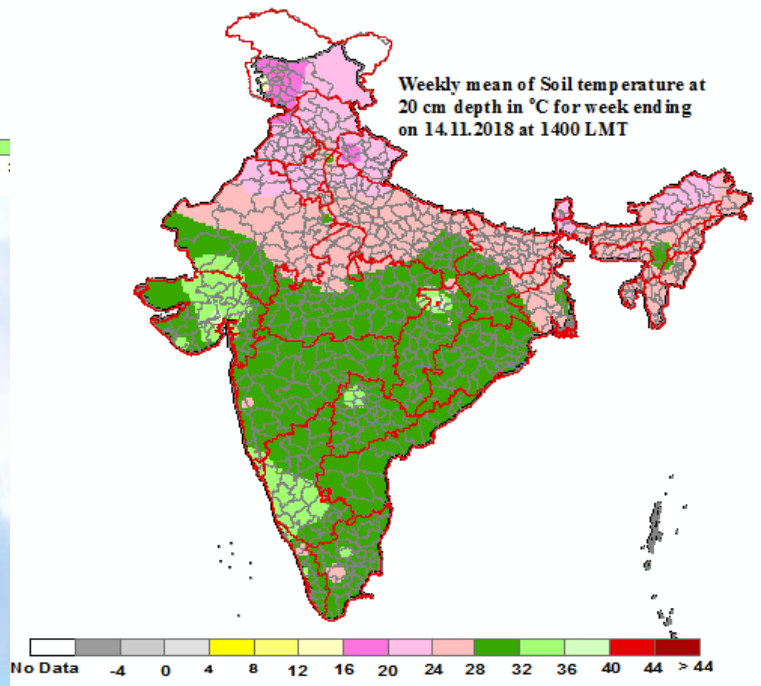 Weekly mean of Soil temperature at
20 cm depth in °C for week ending
on 14.11.2018 at 1400 LMT
No Data -4 0 4 8 12 16 20 24 28 32 36 40 44 > 44